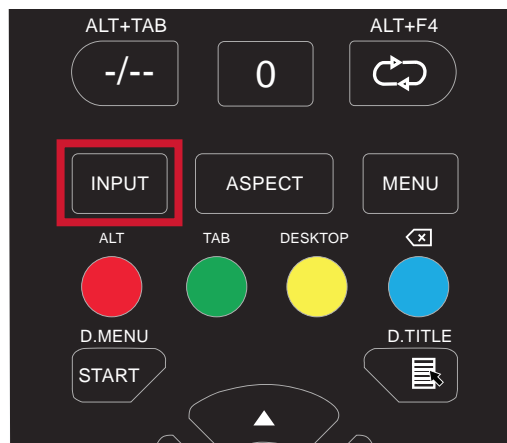 ALT+TAB ALT+F4
-/-- 0
INPUT ASPECT MENU
ALT TAB DESKTOP
D.MENU D.TITLE
START